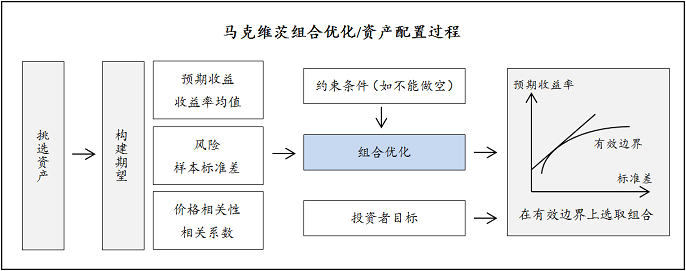 马克维茨组合优化/资产配置过程
挑选资产
构建期望
预期收益
收益率均值
风险
样本标准差
价格相关性
相关系数
约束条件（如不能做空）
组合优化
投资者目标
预期收益率
有效边界
标准差
在有效边界上选取组合